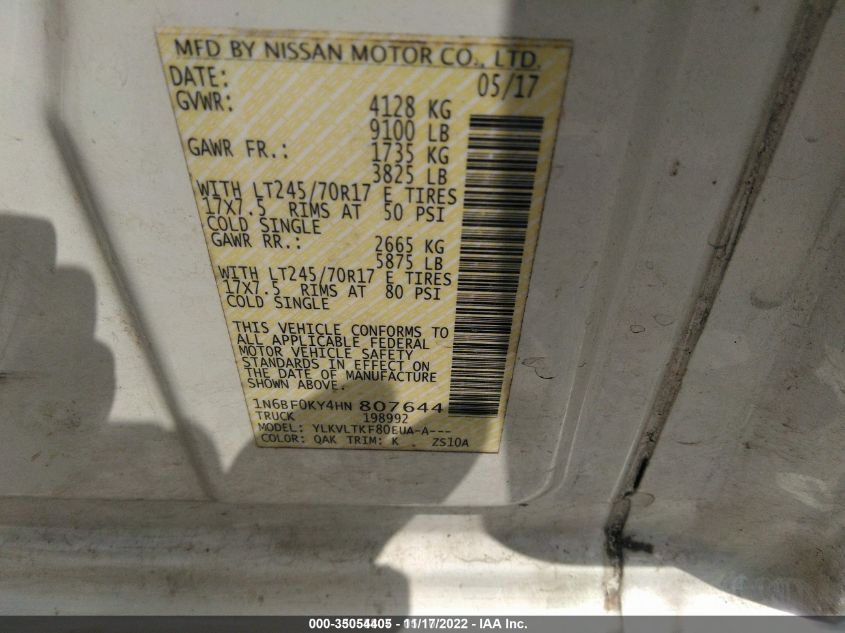 MFD BY NISSAN MOTOR CO., LTD.
DATE: 05/17
GVWR: 4128 KG
9100 LB
GAWR FR.: 1735 KG
3825 LB
WITH LT245/70R17 E TIRES
17X7.5 RIMS AT 50 PSI
COLD SINGLE
GAWR RR.: 2665 KG
5875 LB
WITH LT245/70R17 E TIRES
17X7.5 RIMS AT 80 PSI
COLD SINGLE
THIS VEHICLE CONFORMS TO
ALL APPLICABLE FEDERAL
MOTOR VEHICLE SAFETY
STANDARDS IN EFFECT ON
THE DATE OF MANUFACTURE
SHOWN ABOVE.
1N6BF0KY4HN 807644
TRUCK 198992
MODEL: YLKVLTKF80EUA-A---
COLOR: QAK TRIM: K ZS10A
000-35054405 - 11/17/2022 - IAA Inc.